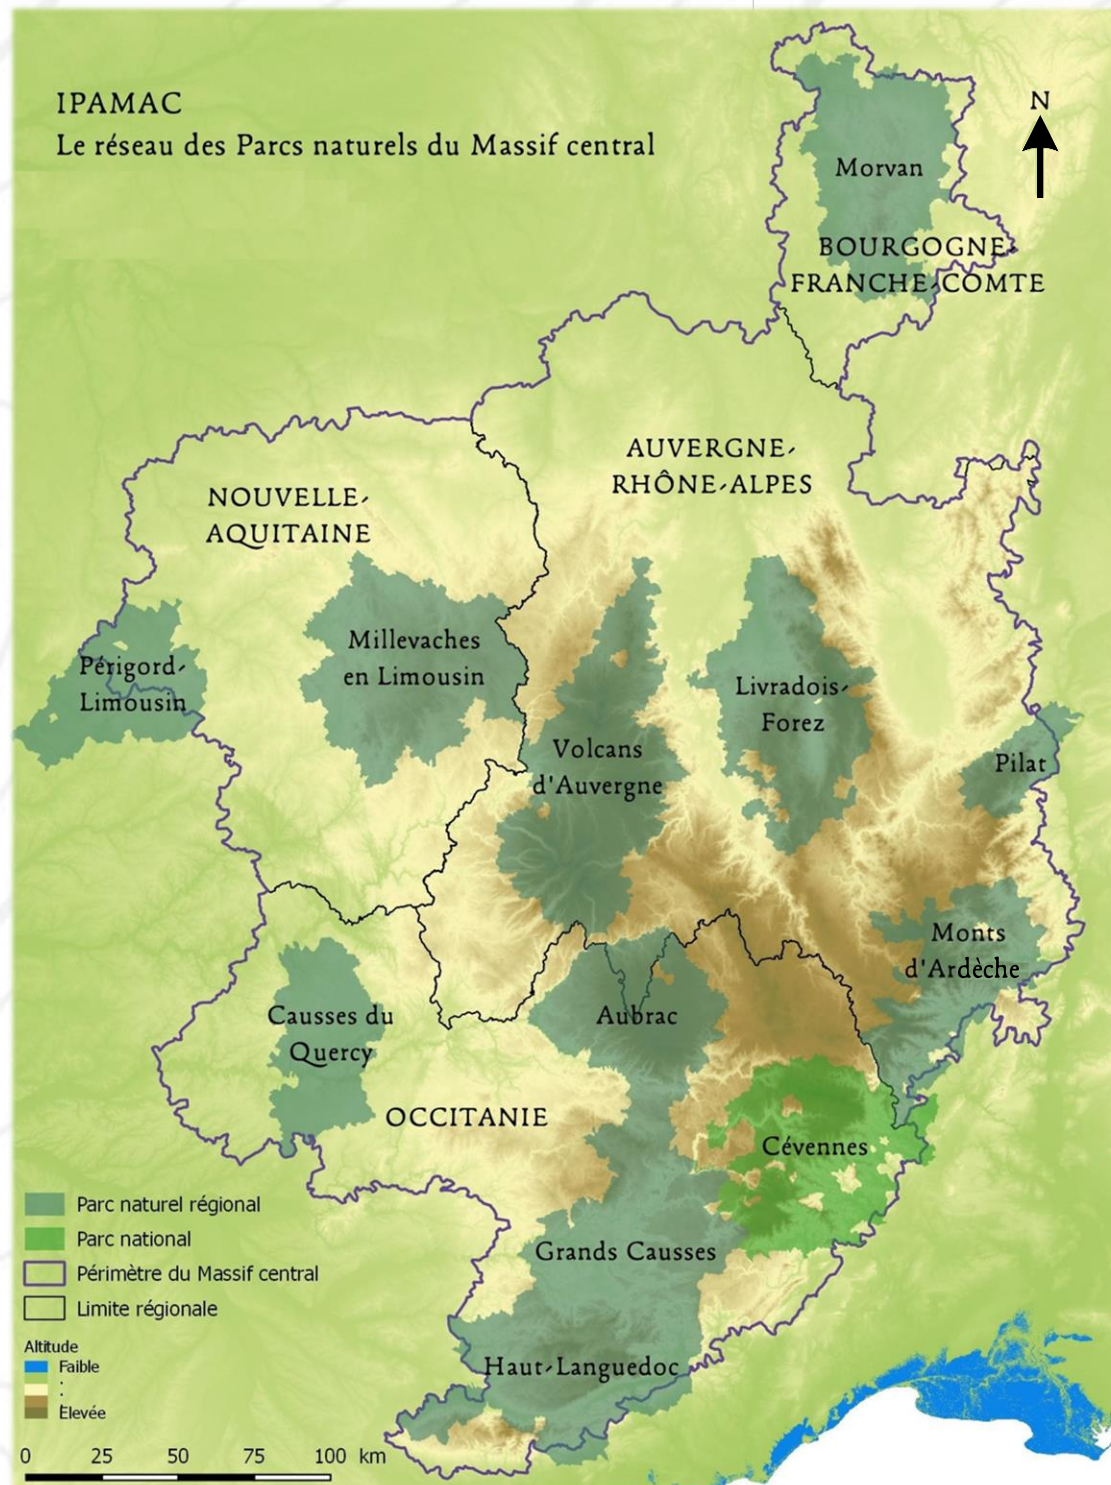 IPAMAC
Le réseau des Parcs naturels du Massif central
N
Morvan
BOURGOGNE-
FRANCHE-COMTE
AUVERGNE-
RHÔNE-ALPES
NOUVELLE-
AQUITAINE
Millevaches
en Limousin
Périgord-
Limousin
Livradois-
Forez
Volcans
d'Auvergne
Pilat
Monts
d'Ardèche
Causses du
Quercy
Aubrac
OCCITANIE
Cévennes
Grands Causses
Haut-Languedoc
Parc naturel régional
Parc national
Périmètre du Massif central
Limite régionale
Altitude
Faible
:
:
Elevée
0 25 50 75 100 km